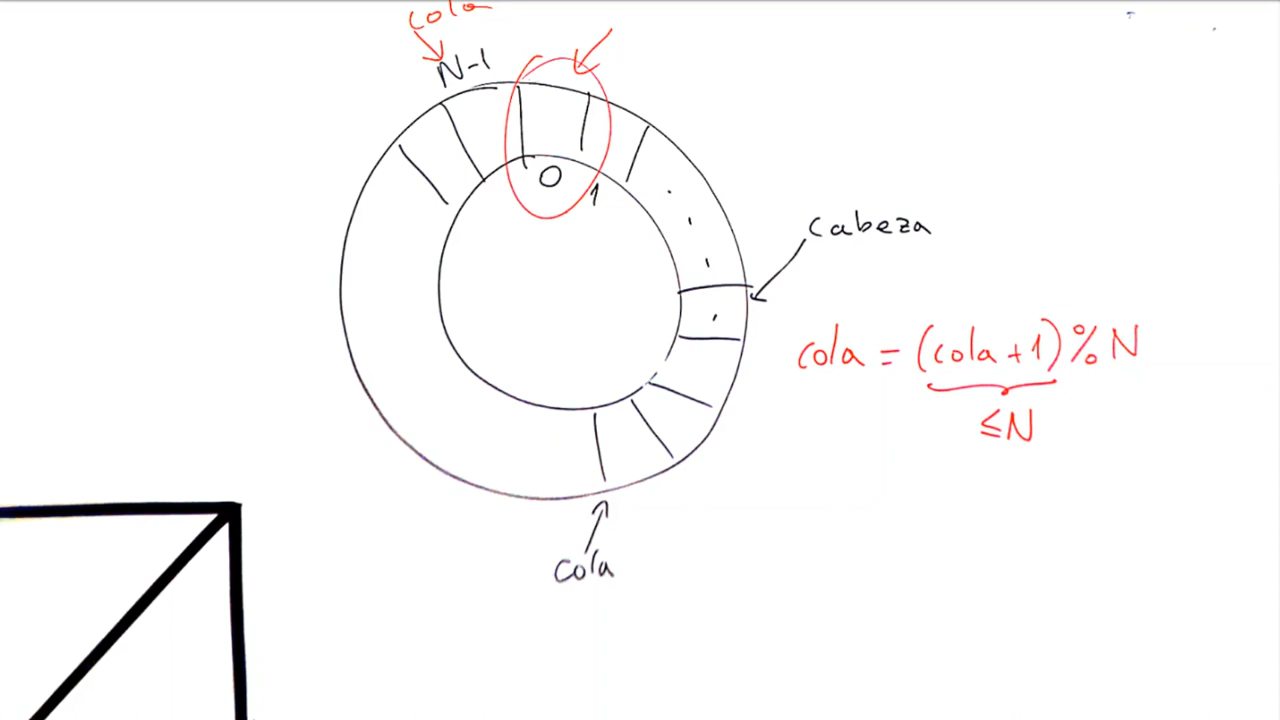 cola
N-1
0
1
cabeza
cola = (cola+1) % N
≤N
cola